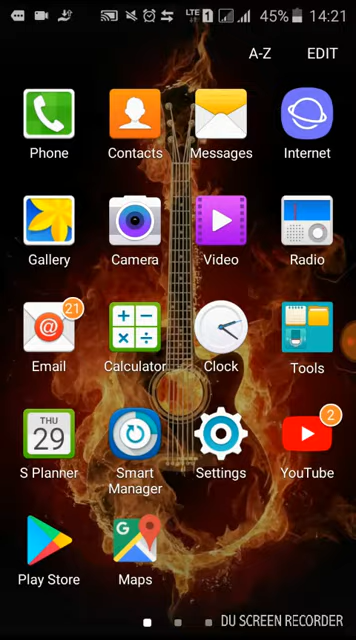 LTE 1 45% 14:21
A-Z EDIT
Phone Contacts Messages Internet
Gallery Camera Video Radio
21
Email Calculator Clock Tools
THU
29
2
S Planner Smart Manager Settings YouTube
G
Play Store Maps
DU SCREEN RECORDER